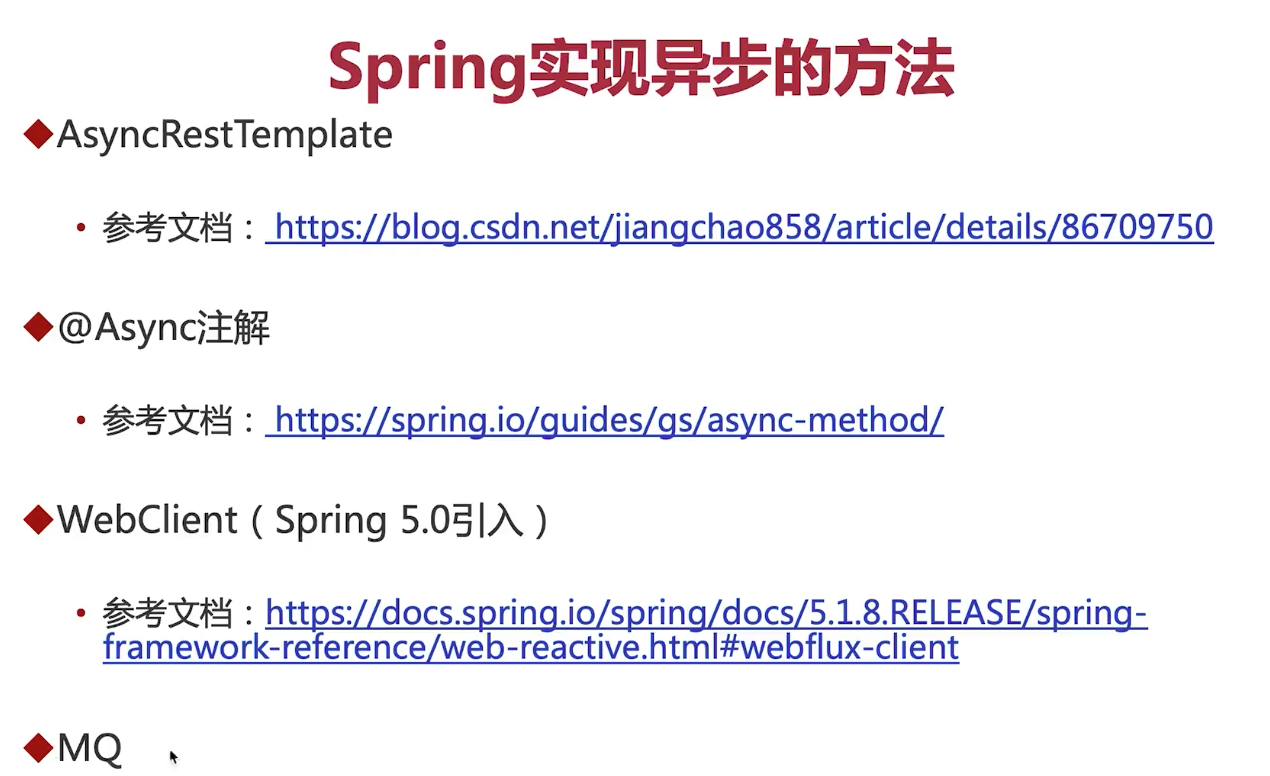 Spring实现异步的方法
◆AsyncRestTemplate
• 参考文档： https://blog.csdn.net/jiangchao858/article/details/86709750
◆@Async注解
• 参考文档： https://spring.io/guides/gs/async-method/
◆WebClient（Spring 5.0引入）
• 参考文档：https://docs.spring.io/spring/docs/5.1.8.RELEASE/spring-
framework-reference/web-reactive.html#webflux-client
◆MQ